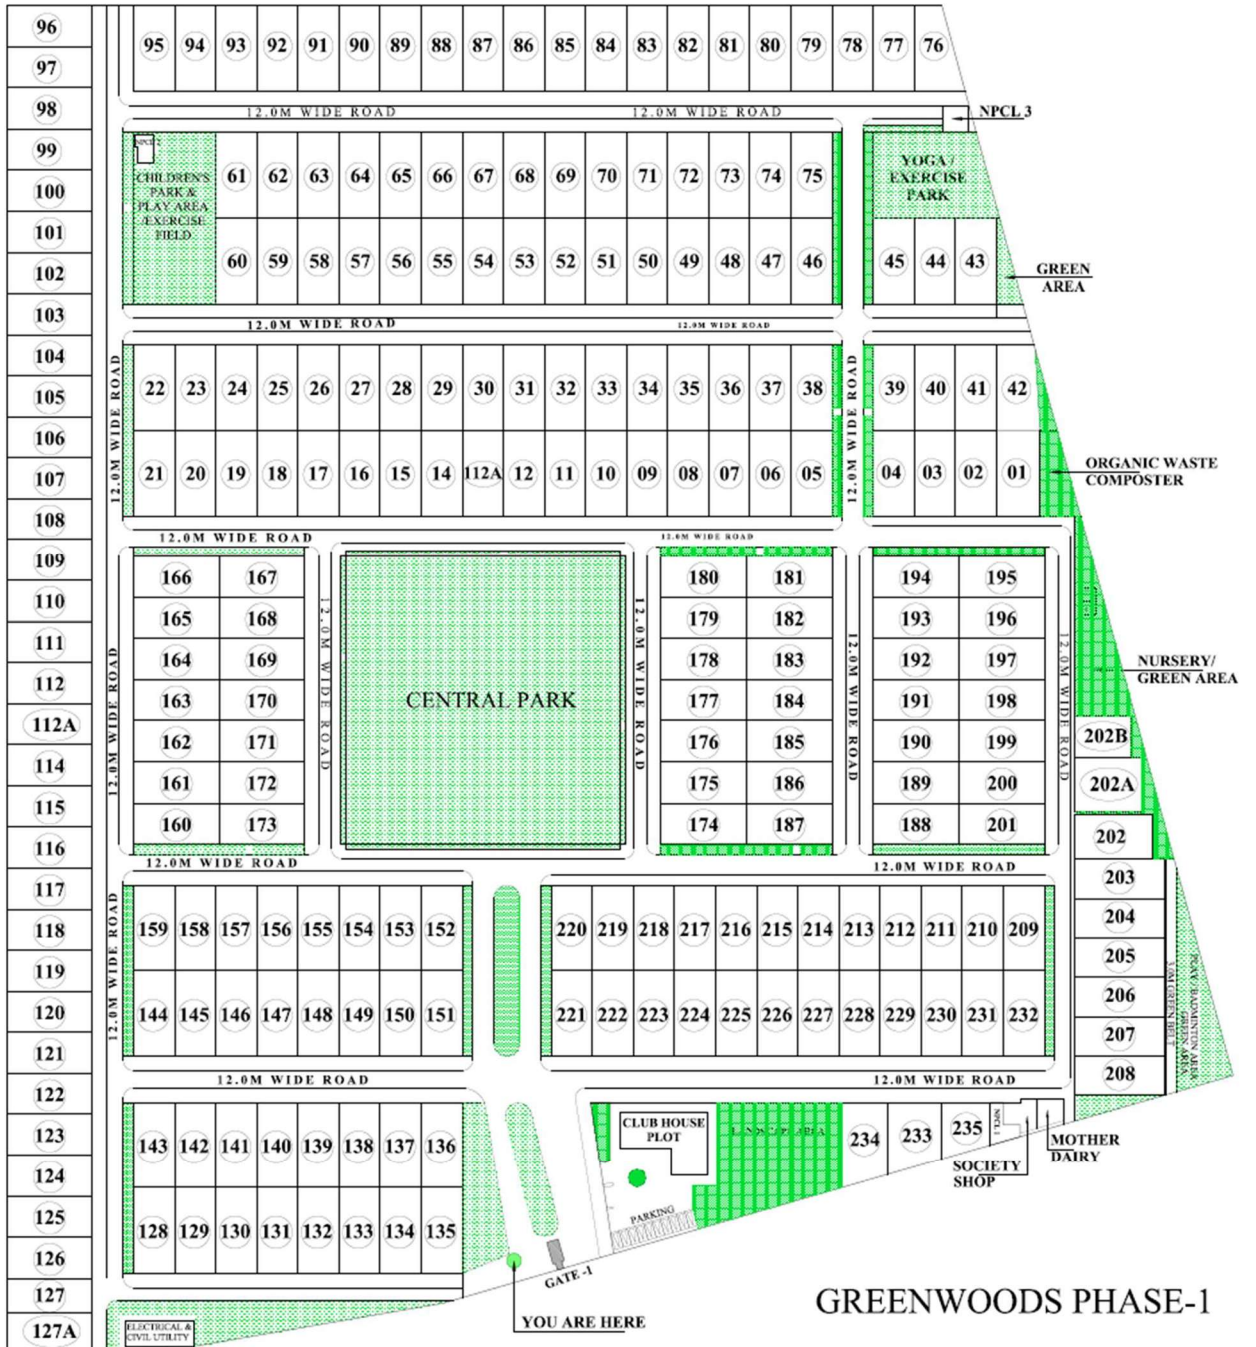 96
97
98
99
100
101
102
103
104
105
106
107
108
109
110
111
112
112A
114
115
116
117
118
119
120
121
122
123
124
125
126
127
127A
95 94 93 92 91 90 89 88 87 86 85 84 83 82 81 80 79 78 77 76
12.0M WIDE ROAD 12.0M WIDE ROAD
NPCL 3
NPCL 2
CHILDREN'S
PARK &
PLAY AREA
/EXERCISE
FIELD
61 62 63 64 65 66 67 68 69 70 71 72 73 74 75
YOGA /
EXERCISE
PARK
60 59 58 57 56 55 54 53 52 51 50 49 48 47 46 45 44 43
GREEN
AREA
12.0M WIDE ROAD 12.0M WIDE ROAD
12.0M WIDE ROAD
22 23 24 25 26 27 28 29 30 31 32 33 34 35 36 37 38
12.0M WIDE ROAD
39 40 41 42
21 20 19 18 17 16 15 14 112A 12 11 10 09 08 07 06 05 04 03 02 01
ORGANIC WASTE
COMPOSTER
12.0M WIDE ROAD 12.0M WIDE ROAD
166 167
165 168
164 169
163 170
162 171
161 172
160 173
12.0M WIDE ROAD
12.0M WIDE ROAD
CENTRAL PARK
12.0M WIDE ROAD
180 181
179 182
178 183
177 184
176 185
175 186
174 187
12.0M WIDE ROAD
194 195
193 196
192 197
191 198
190 199
189 200
188 201
12.0M WIDE ROAD
NURSERY/
GREEN AREA
202B
202A
202
203
204
205
206
207
208
12.0M WIDE ROAD 12.0M WIDE ROAD
12.0M WIDE ROAD
159 158 157 156 155 154 153 152
144 145 146 147 148 149 150 151
220 219 218 217 216 215 214 213 212 211 210 209
221 222 223 224 225 226 227 228 229 230 231 232
3.0M GREEN BELT
PLAY / BADMINTON AREA
GREEN AREA
12.0M WIDE ROAD 12.0M WIDE ROAD
143 142 141 140 139 138 137 136
128 129 130 131 132 133 134 135
CLUB HOUSE
PLOT
LANDSCAPE AREA
234 233 235
NPCL 1
MOTHER
DAIRY
SOCIETY
SHOP
PARKING
GATE -1
YOU ARE HERE
ELECTRICAL &
CIVIL UTILITY
GREENWOODS PHASE-1